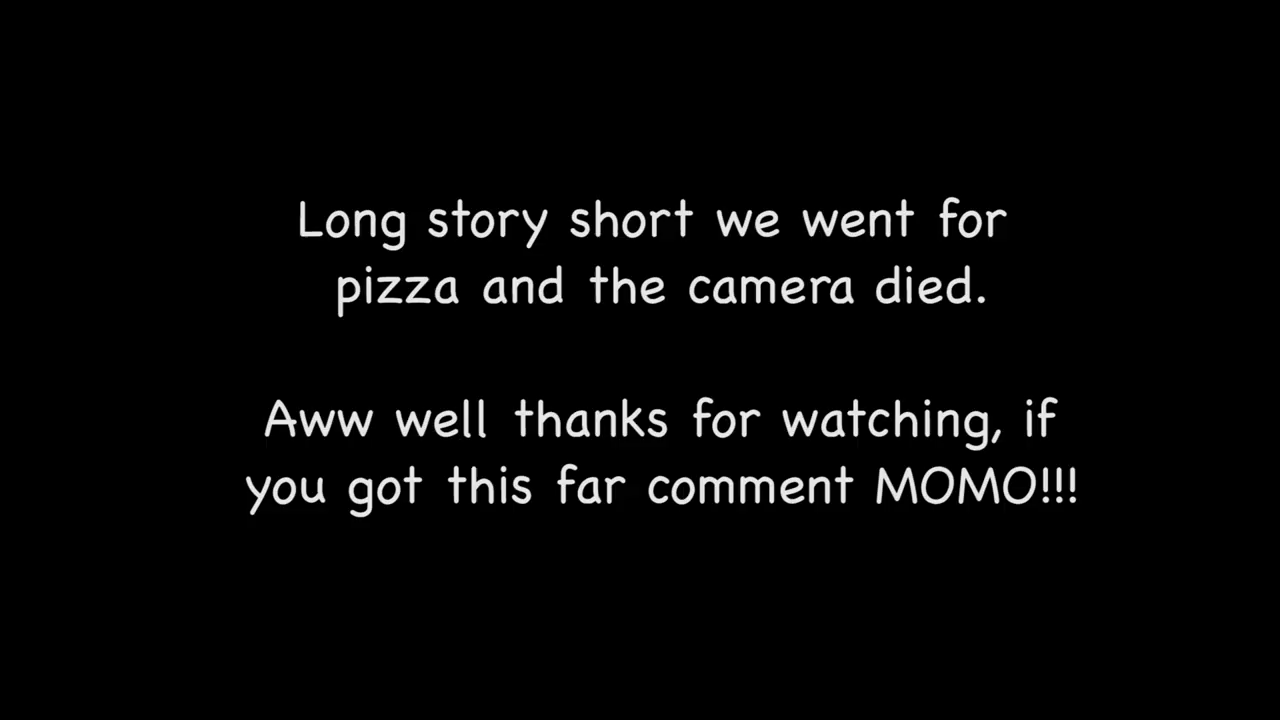 Long story short we went for
pizza and the camera died.
Aww well thanks for watching, if
you got this far comment MOMO!!!